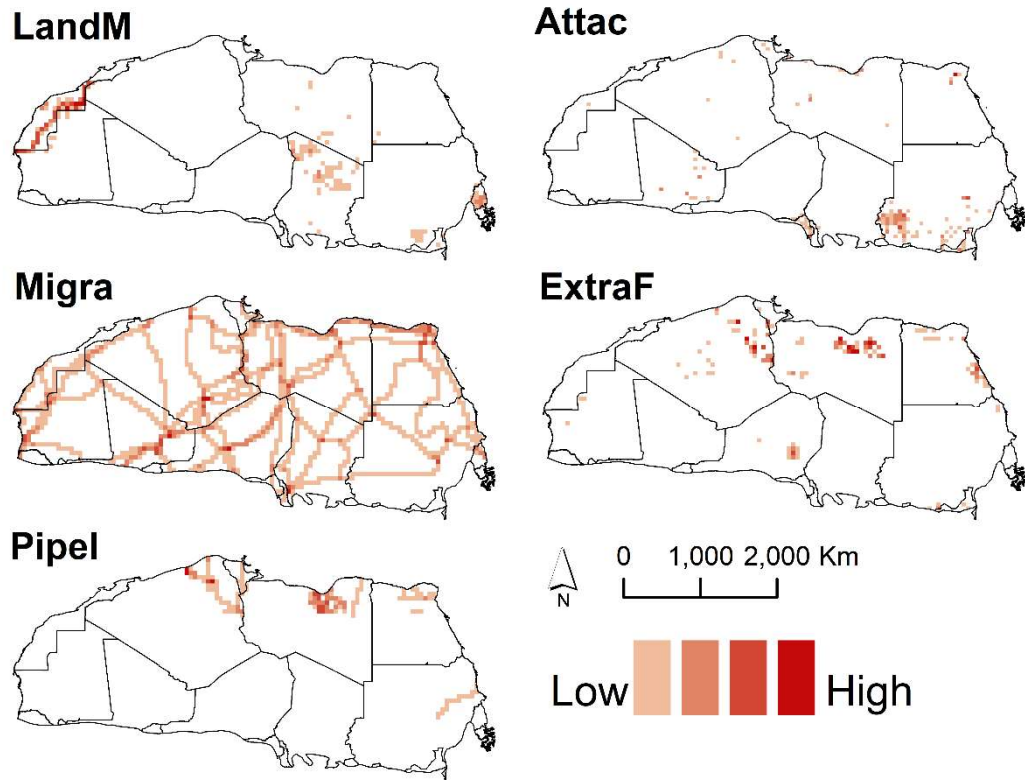 LandM
Attac
Migra
ExtraF
Pipel
0 1,000 2,000 Km
N
Low High